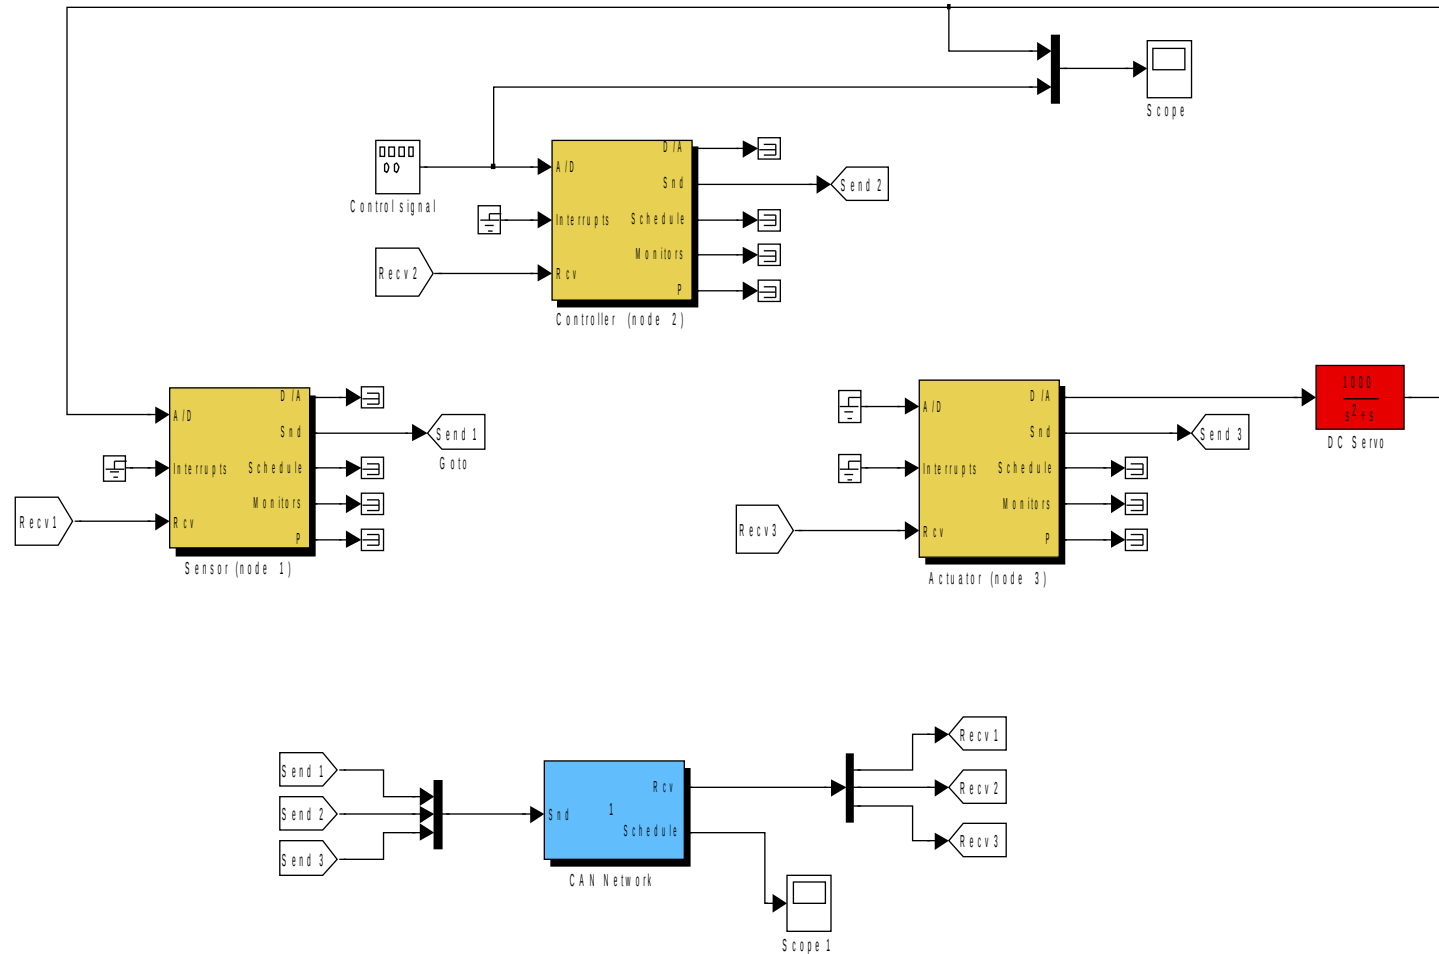 Scope
Control signal
A/D
Interrupts
Rcv
D/A
Snd
Schedule
Monitors
P
Send 2
Recv2
Controller (node 2)
A/D
Interrupts
Rcv
D/A
Snd
Schedule
Monitors
P
Send 1
Goto
Recv1
Sensor (node 1)
A/D
Interrupts
Rcv
D/A
Snd
Schedule
Monitors
P
Send 3
Recv3
Actuator (node 3)
1000
s²+s
DC Servo
Send 1
Send 2
Send 3
Snd
1
Rcv
Schedule
CAN Network
Recv1
Recv2
Recv3
Scope 1